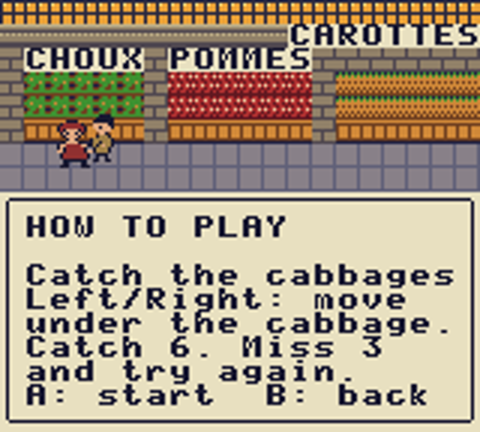 CAROTTES
CHOUX POMMES
HOW TO PLAY
Catch the cabbages
Left/Right: move
under the cabbage.
Catch 6. Miss 3
and try again.
A: start B: back